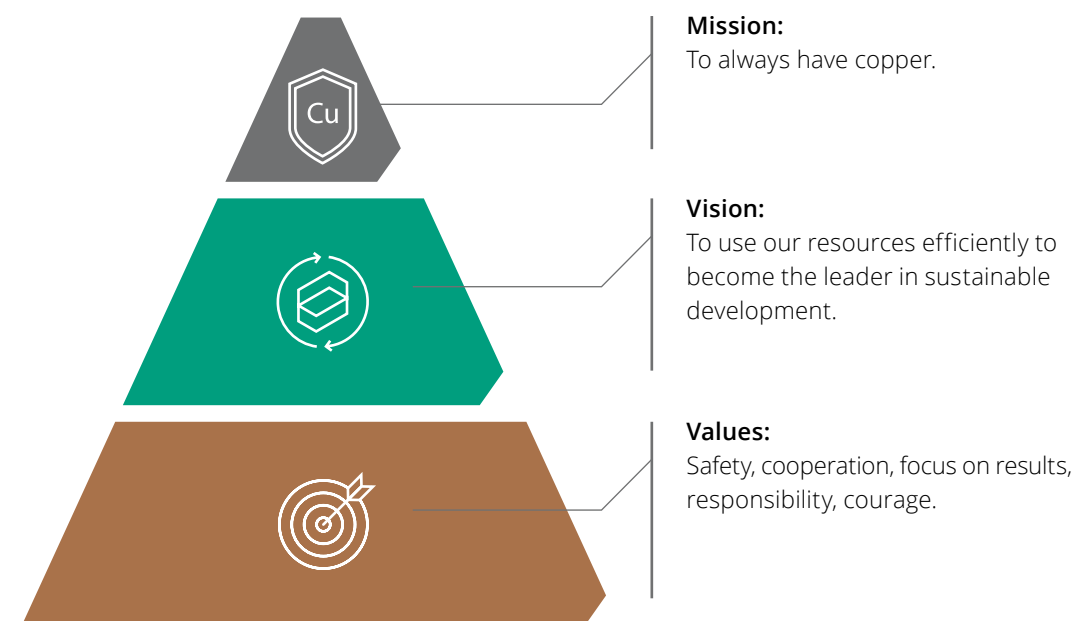 Cu
Mission:
To always have copper.
Vision:
To use our resources efficiently to
become the leader in sustainable
development.
Values:
Safety, cooperation, focus on results,
responsibility, courage.